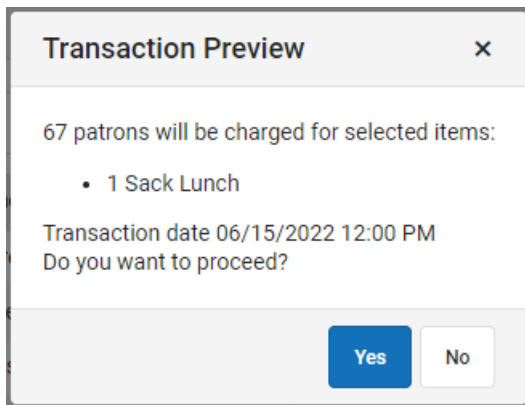 Transaction Preview ×
67 patrons will be charged for selected items:
• 1 Sack Lunch
Transaction date 06/15/2022 12:00 PM
Do you want to proceed?
Yes No